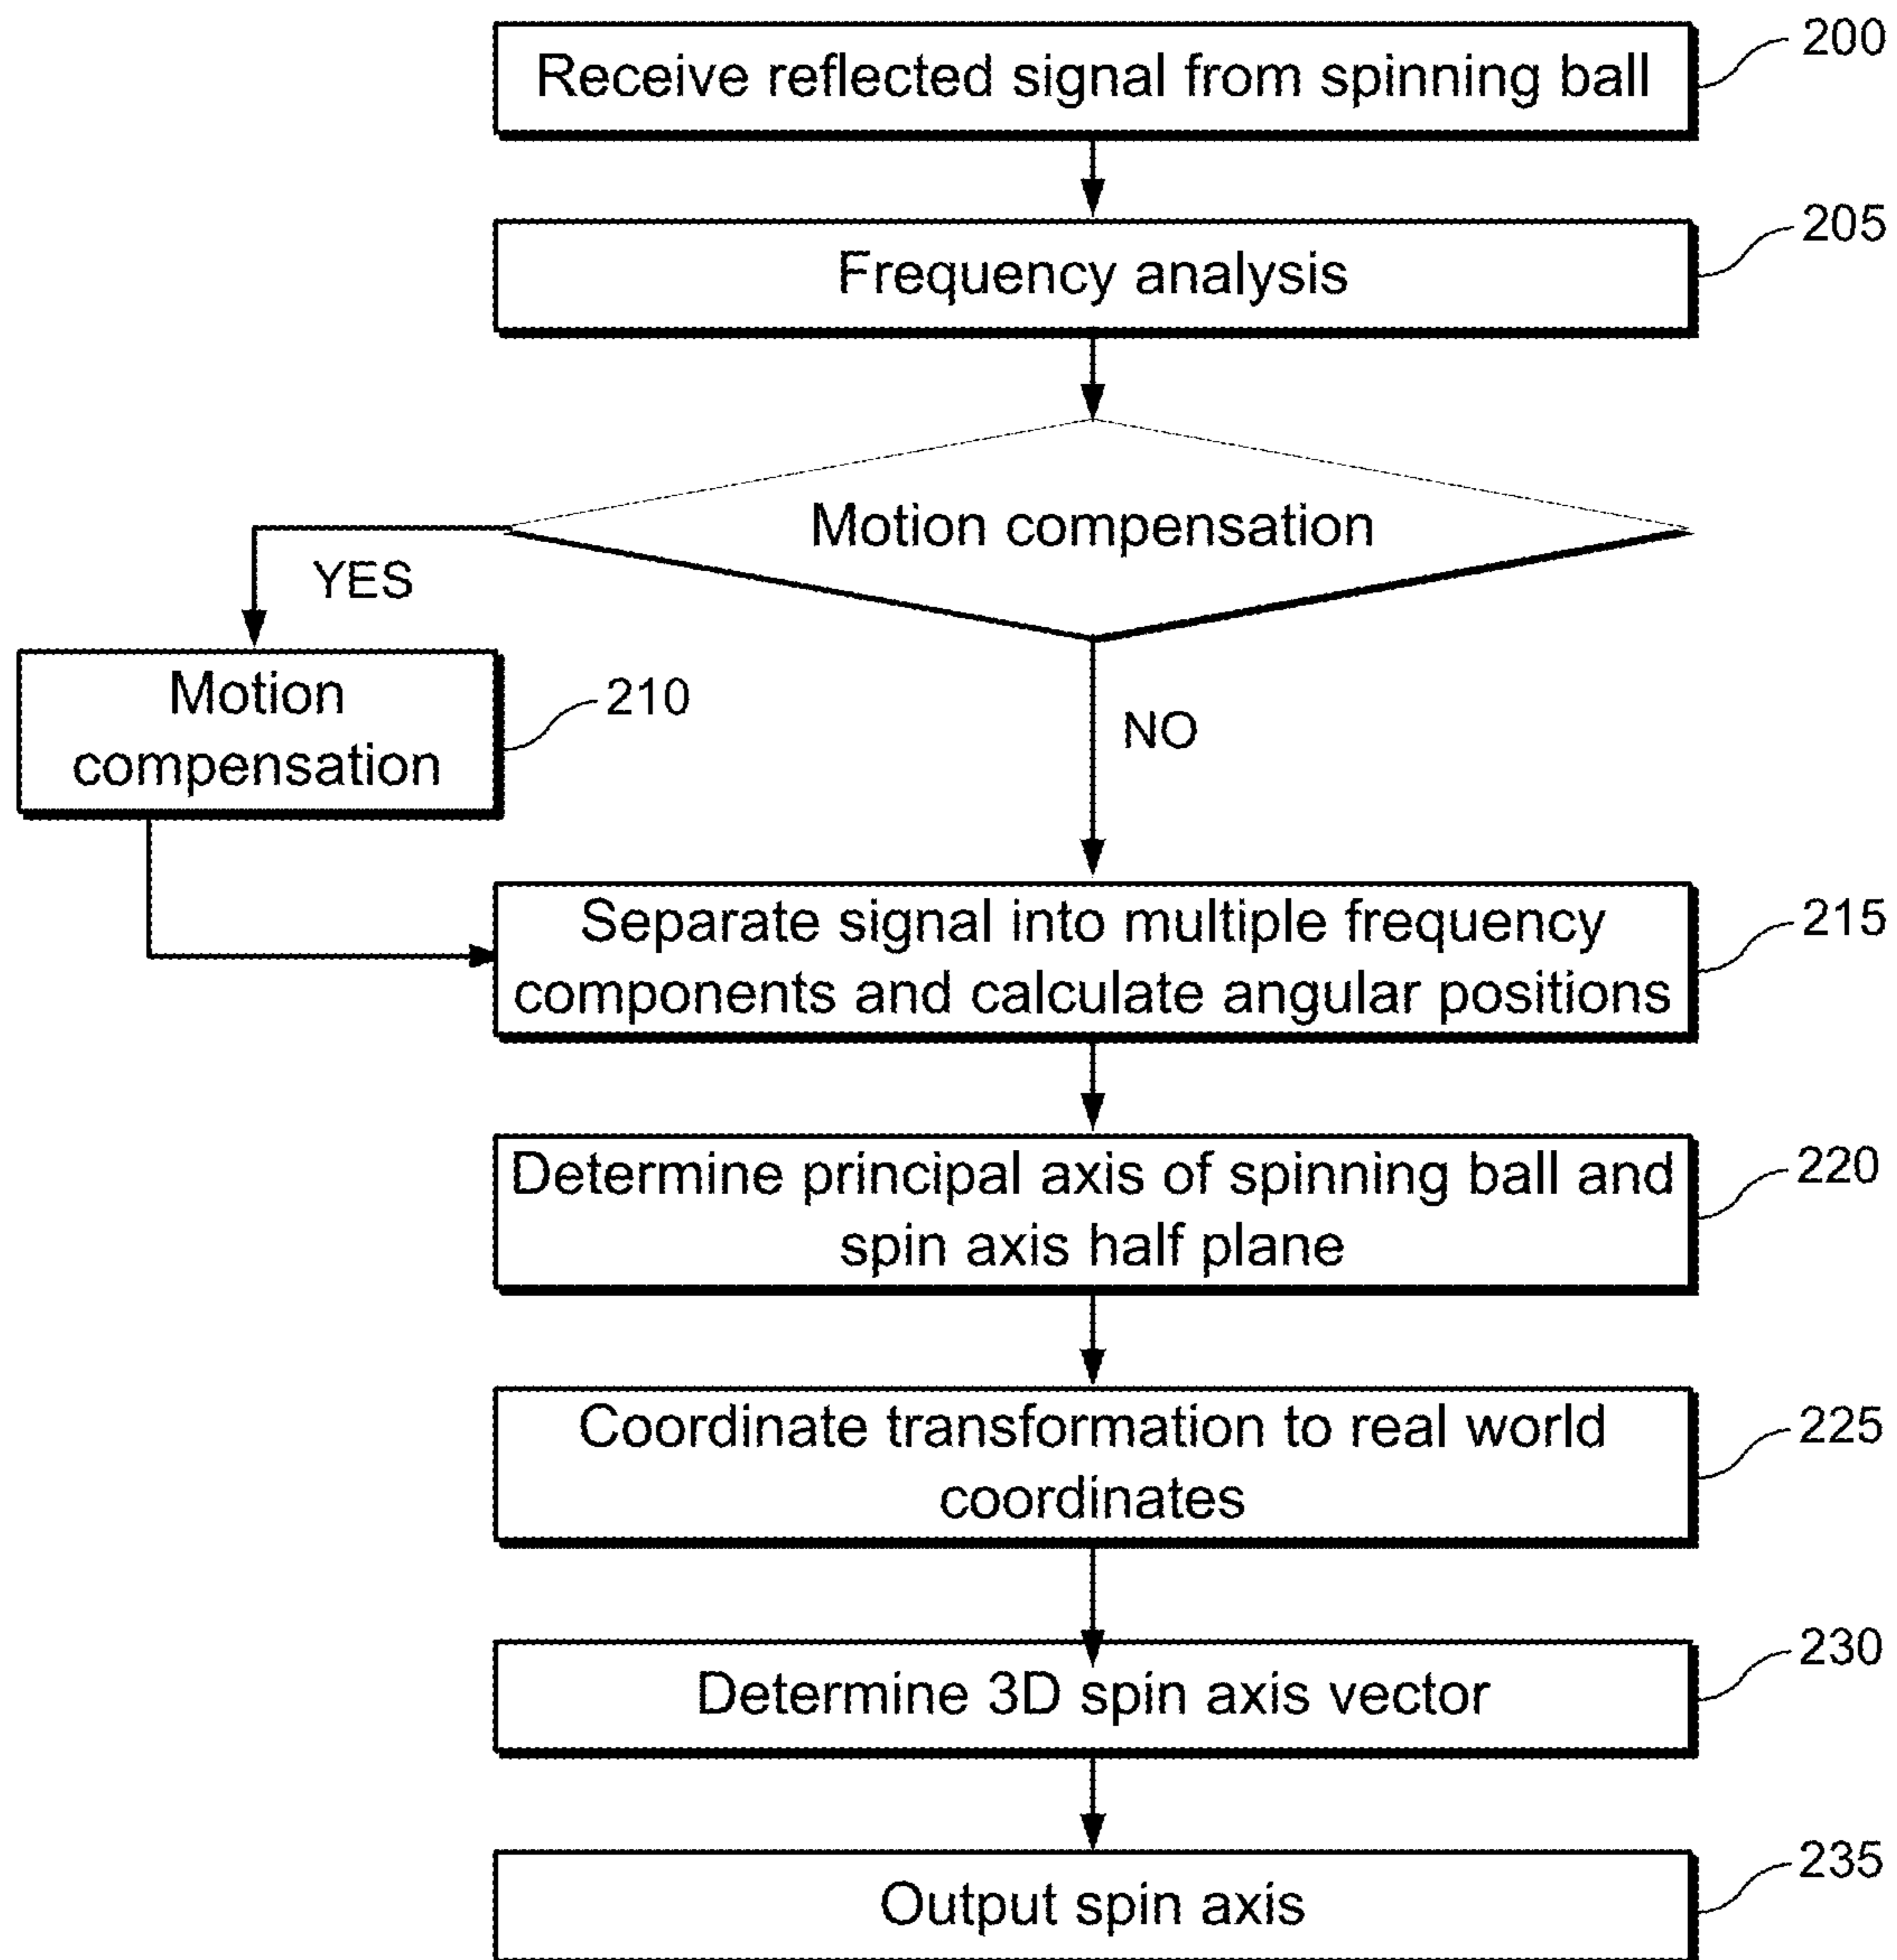 Receive reflected signal from spinning ball
200
Frequency analysis
205
Motion compensation
YES
Motion
compensation
210
NO
Separate signal into multiple frequency
components and calculate angular positions
215
Determine principal axis of spinning ball and
spin axis half plane
220
Coordinate transformation to real world
coordinates
225
Determine 3D spin axis vector
230
Output spin axis
235